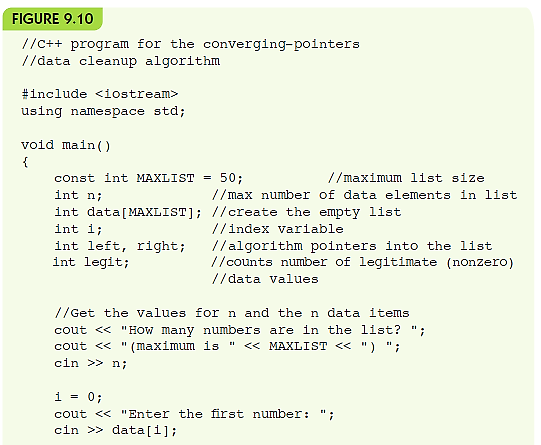 FIGURE 9.10
//C++ program for the converging-pointers
//data cleanup algorithm
#include <iostream>
using namespace std;
void main()
{
const int MAXLIST = 50; //maximum list size
int n; //max number of data elements in list
int data[MAXLIST]; //create the empty list
int i; //index variable
int left, right; //algorithm pointers into the list
int legit; //counts number of legitimate (nonzero)
//data values
//Get the values for n and the n data items
cout << "How many numbers are in the list? ";
cout << "(maximum is " << MAXLIST << ") ";
cin >> n;
i = 0;
cout << "Enter the first number: ";
cin >> data[i];